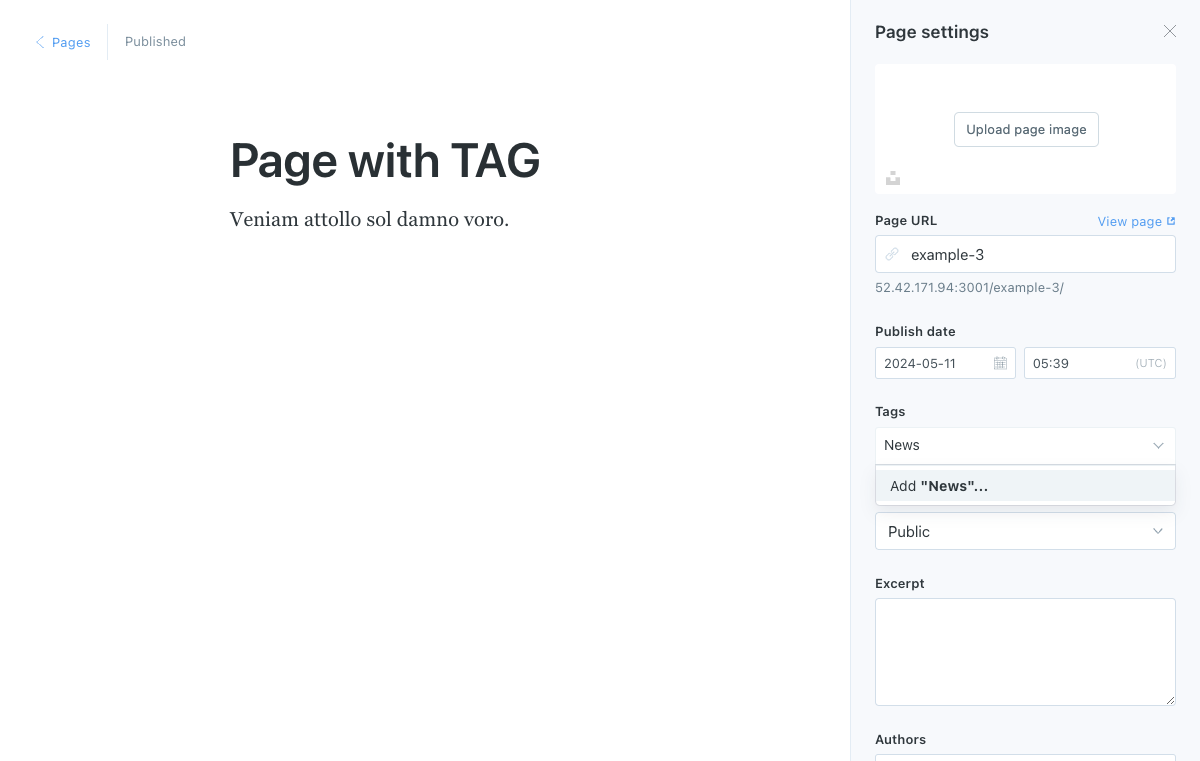 Pages
Published
Page with TAG
Veniam attollo sol damno voro.
Page settings
Upload page image
Page URL
View page
example-3
52.42.171.94:3001/example-3/
Publish date
2024-05-11
05:39
(UTC)
Tags
News
Add "News"...
Public
Excerpt
Authors